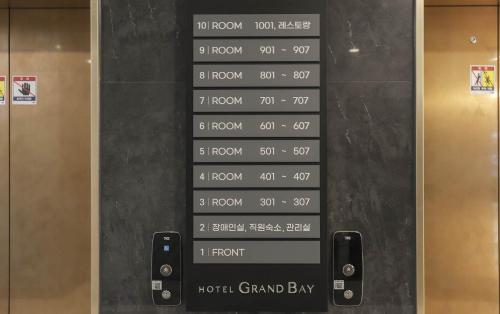 10 ROOM 1001, 레스토랑
9 ROOM 901 ~ 907
8 ROOM 801 ~ 807
7 ROOM 701 ~ 707
6 ROOM 601 ~ 607
5 ROOM 501 ~ 507
4 ROOM 401 ~ 407
3 ROOM 301 ~ 307
2 장애인실, 직원숙소, 관리실
1 FRONT
HOTEL GRAND BAY